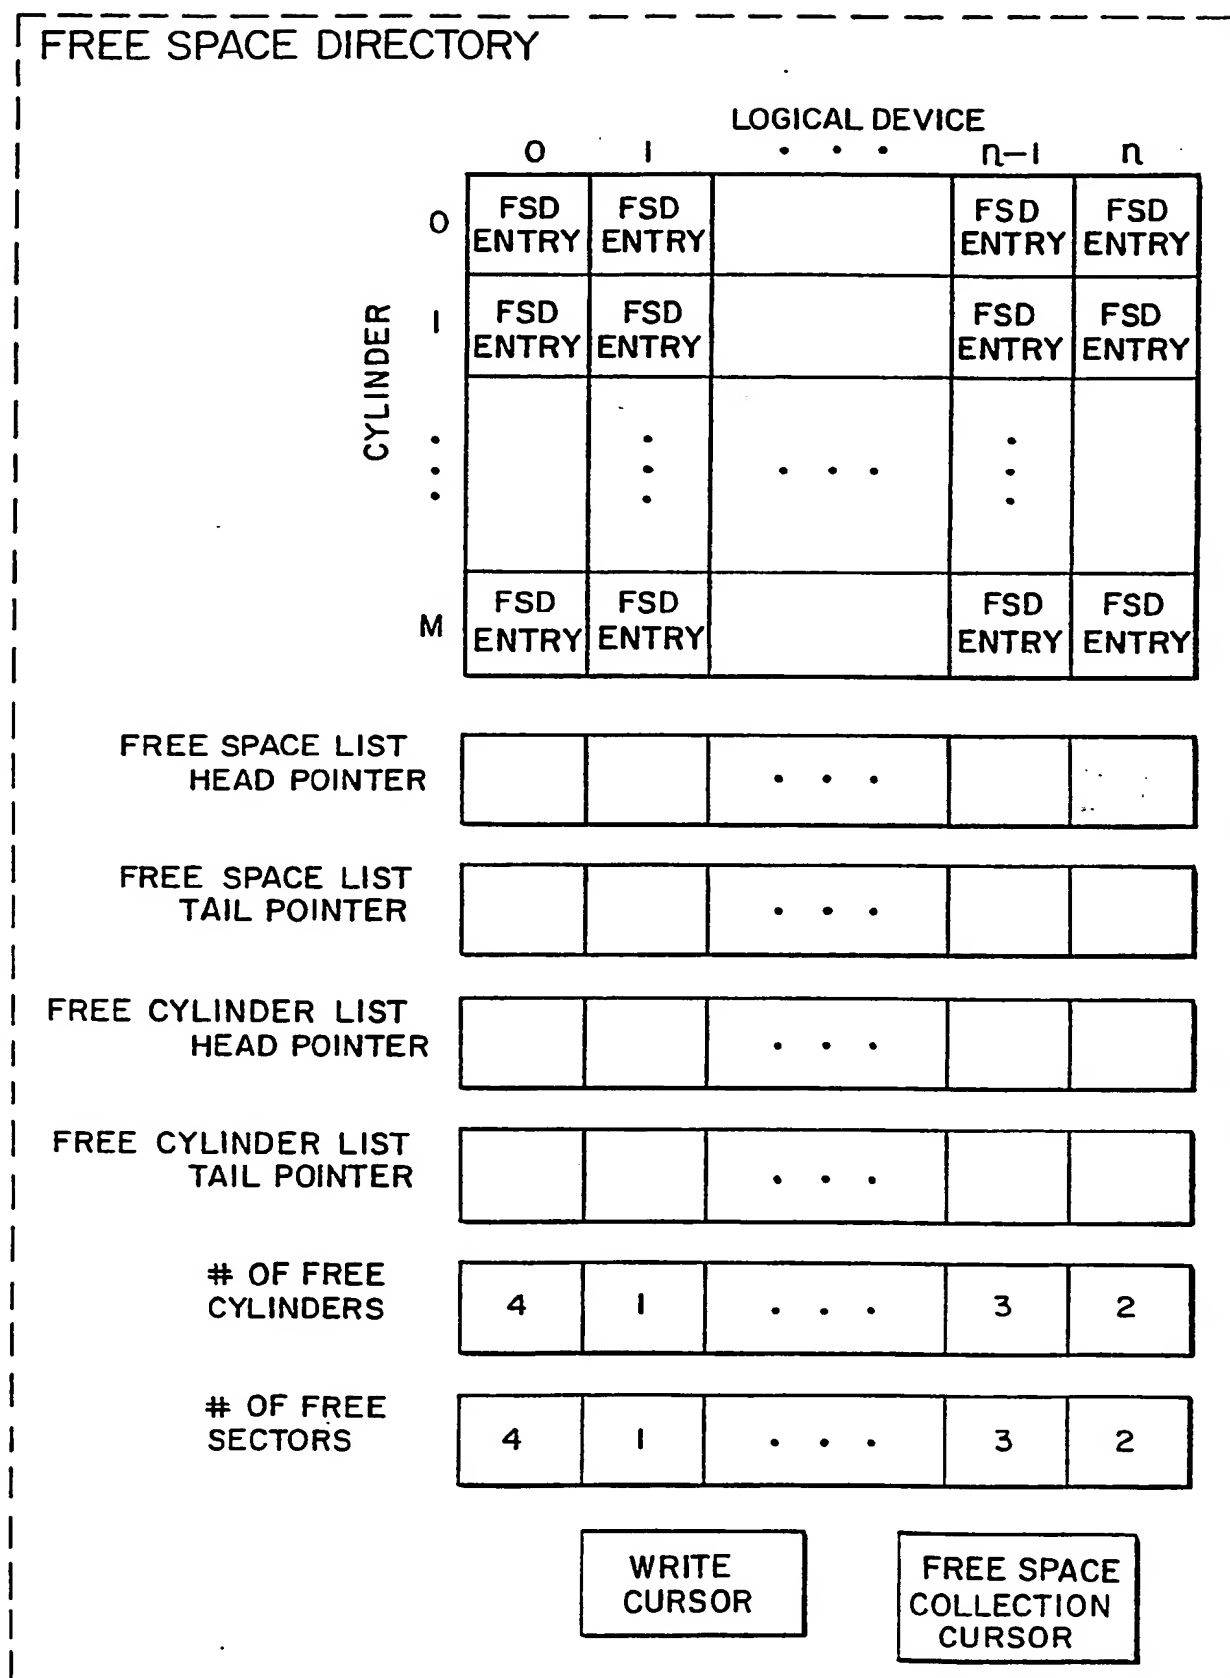 FREE SPACE DIRECTORY
LOGICAL DEVICE
0 1 • • • n-1 n
0 FSD FSD FSD FSD
ENTRY ENTRY ENTRY ENTRY
CYLINDER
1 FSD FSD FSD FSD
ENTRY ENTRY ENTRY ENTRY
M FSD FSD FSD FSD
ENTRY ENTRY ENTRY ENTRY
FREE SPACE LIST
HEAD POINTER
FREE SPACE LIST
TAIL POINTER
FREE CYLINDER LIST
HEAD POINTER
FREE CYLINDER LIST
TAIL POINTER
# OF FREE
CYLINDERS
4 1 • • • 3 2
# OF FREE
SECTORS
4 1 • • • 3 2
WRITE
CURSOR
FREE SPACE
COLLECTION
CURSOR